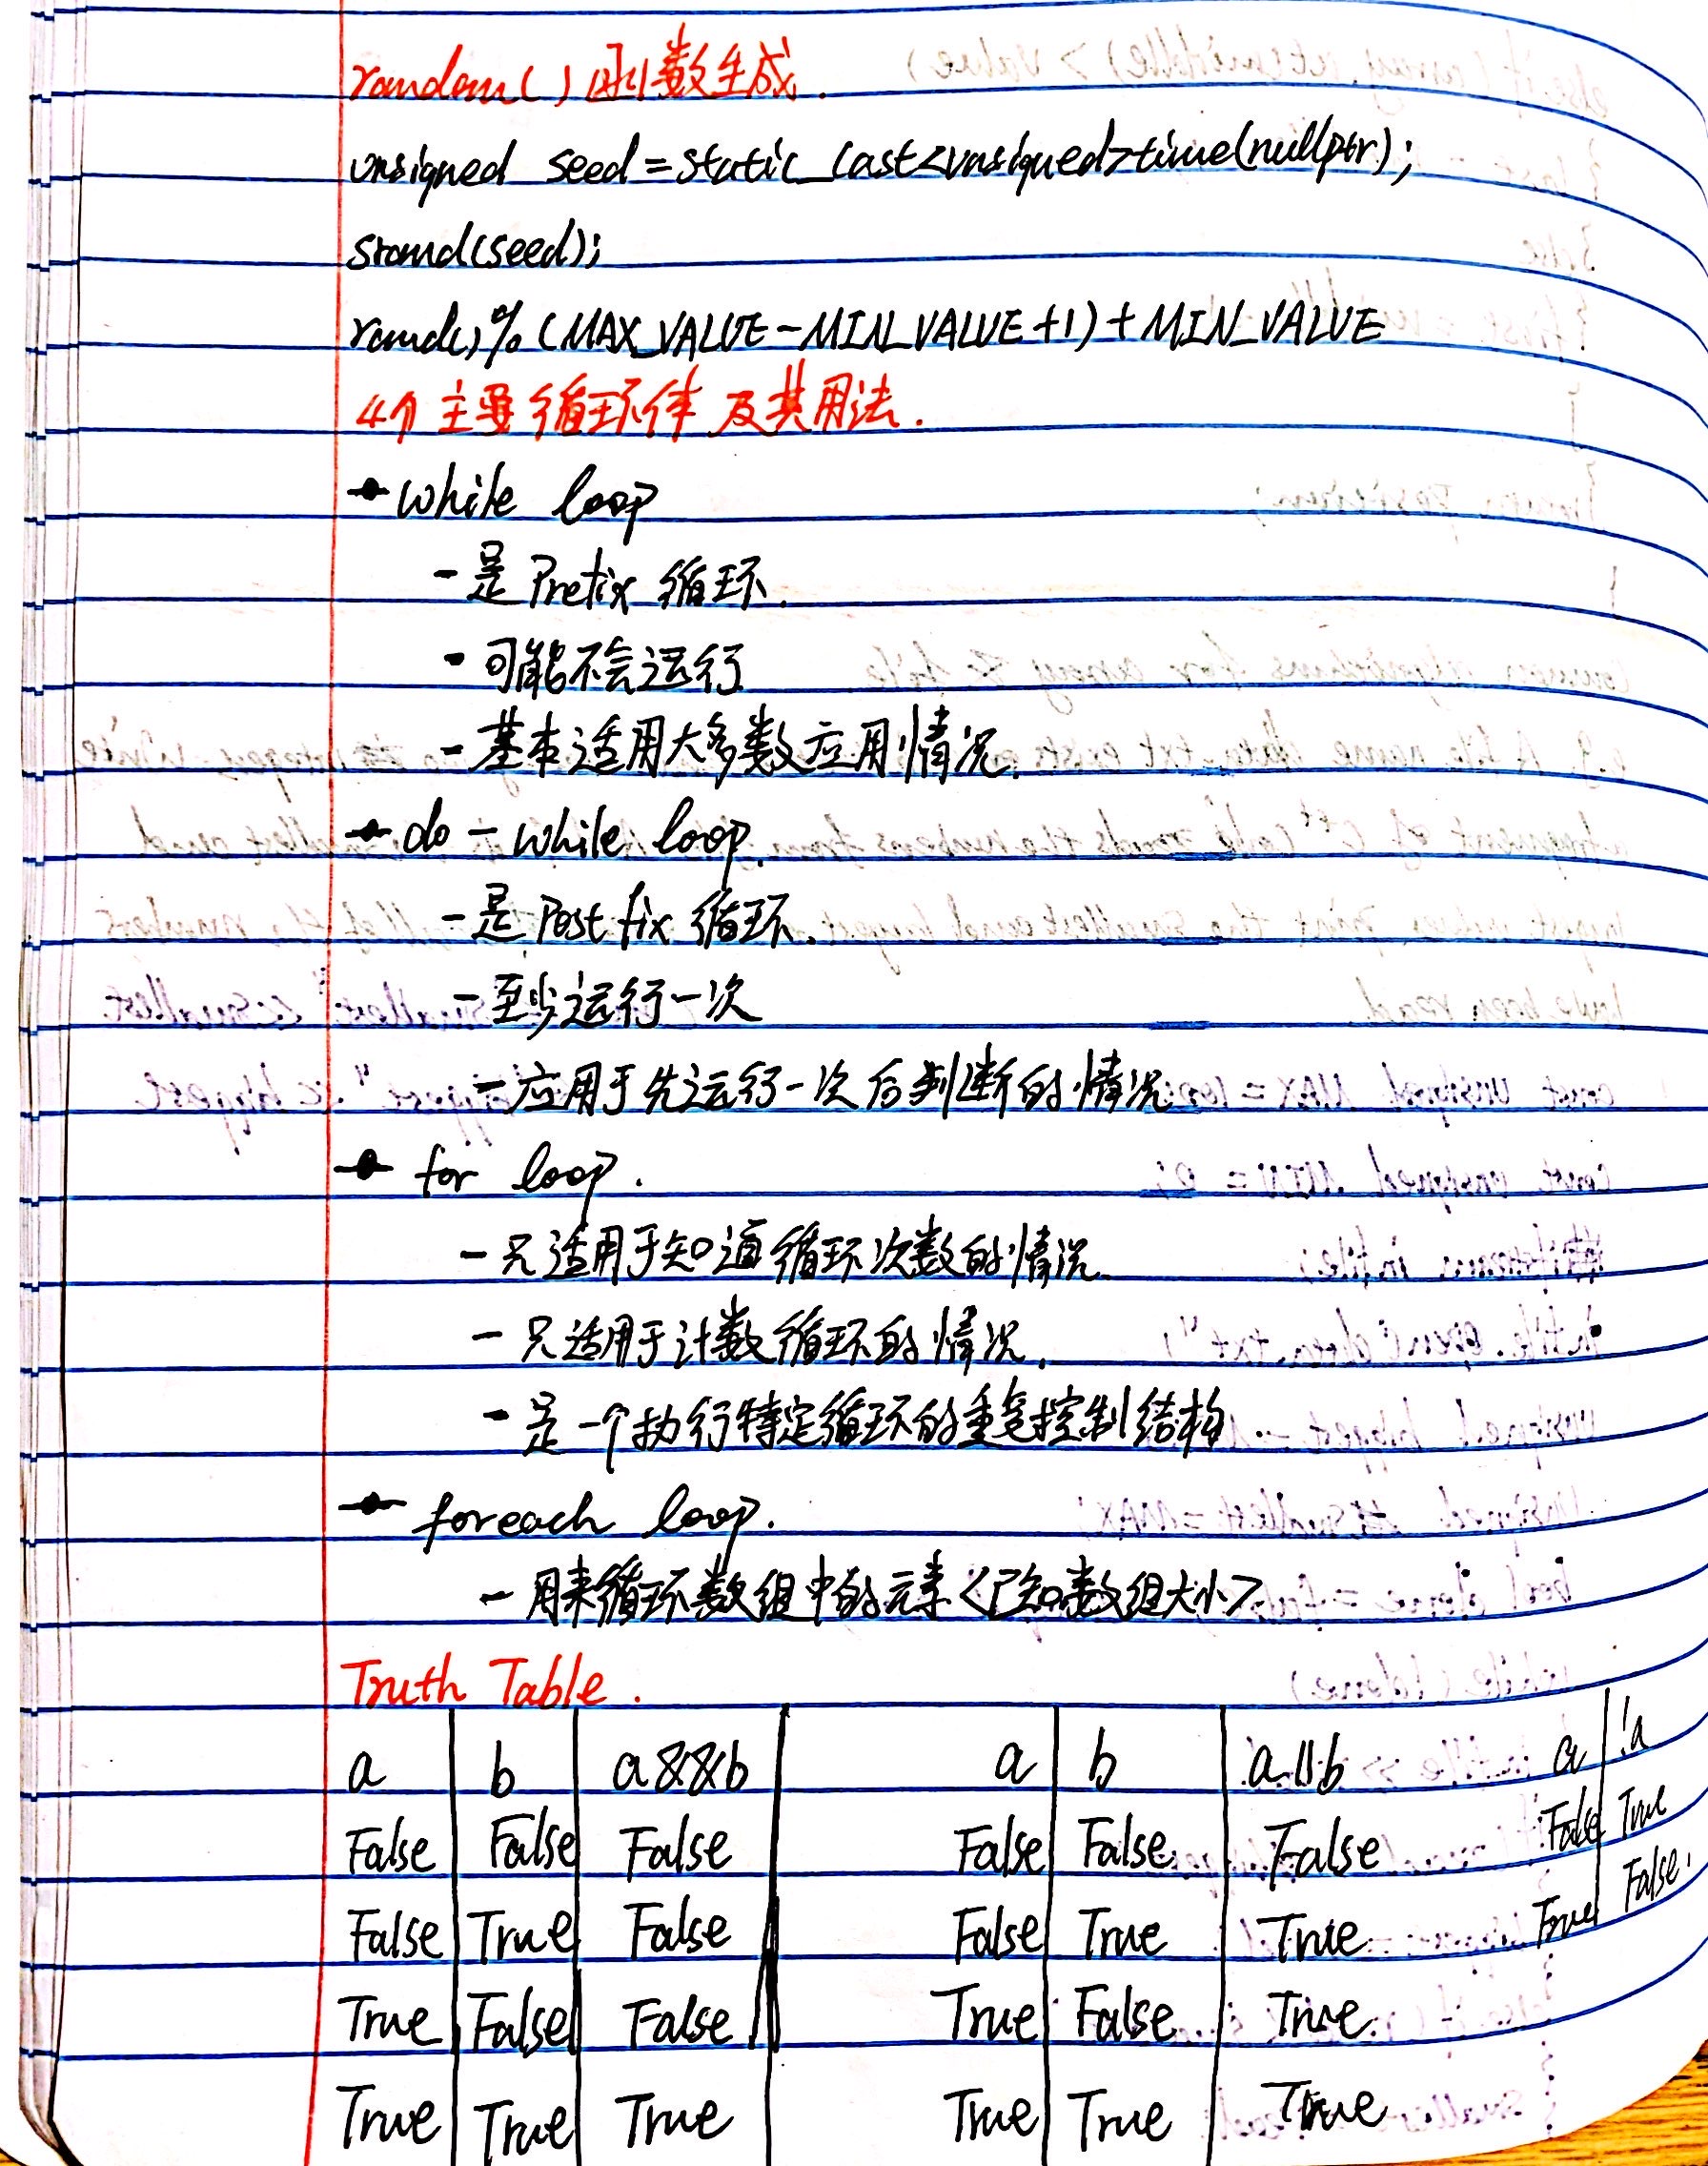 random() 随机数生成.
unsigned seed=static_cast<unsigned>time(nullptr);
srand(seed);
rand()%(MAX_VALUE-MIN_VALUE+1)+MIN_VALUE
4个主要循环体及其用法.
while loop
- 是 Prefix 循环.
- 可能不会运行
- 基本适用大多数应用情况.
do - while loop.
- 是 Post fix 循环.
- 至少运行一次
- 应用于先运行一次后判断的情况
for loop.
- 只适用于知道循环次数的情况.
- 只适用于计数循环的情况.
- 是一个执行特定循环的重复控制结构.
foreach loop.
- 用来循环数组中的元素<已知数组大小>
Truth Table.
a b a&&b a b a||b a !a
False False False False False False False True
False True False False True True True False.
True False False True False True
True True True True True True